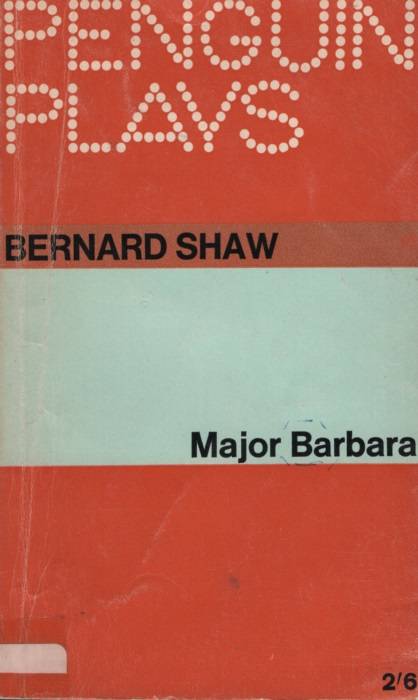 PENGUIN
PLAYS
BERNARD SHAW
Major Barbara
2/6